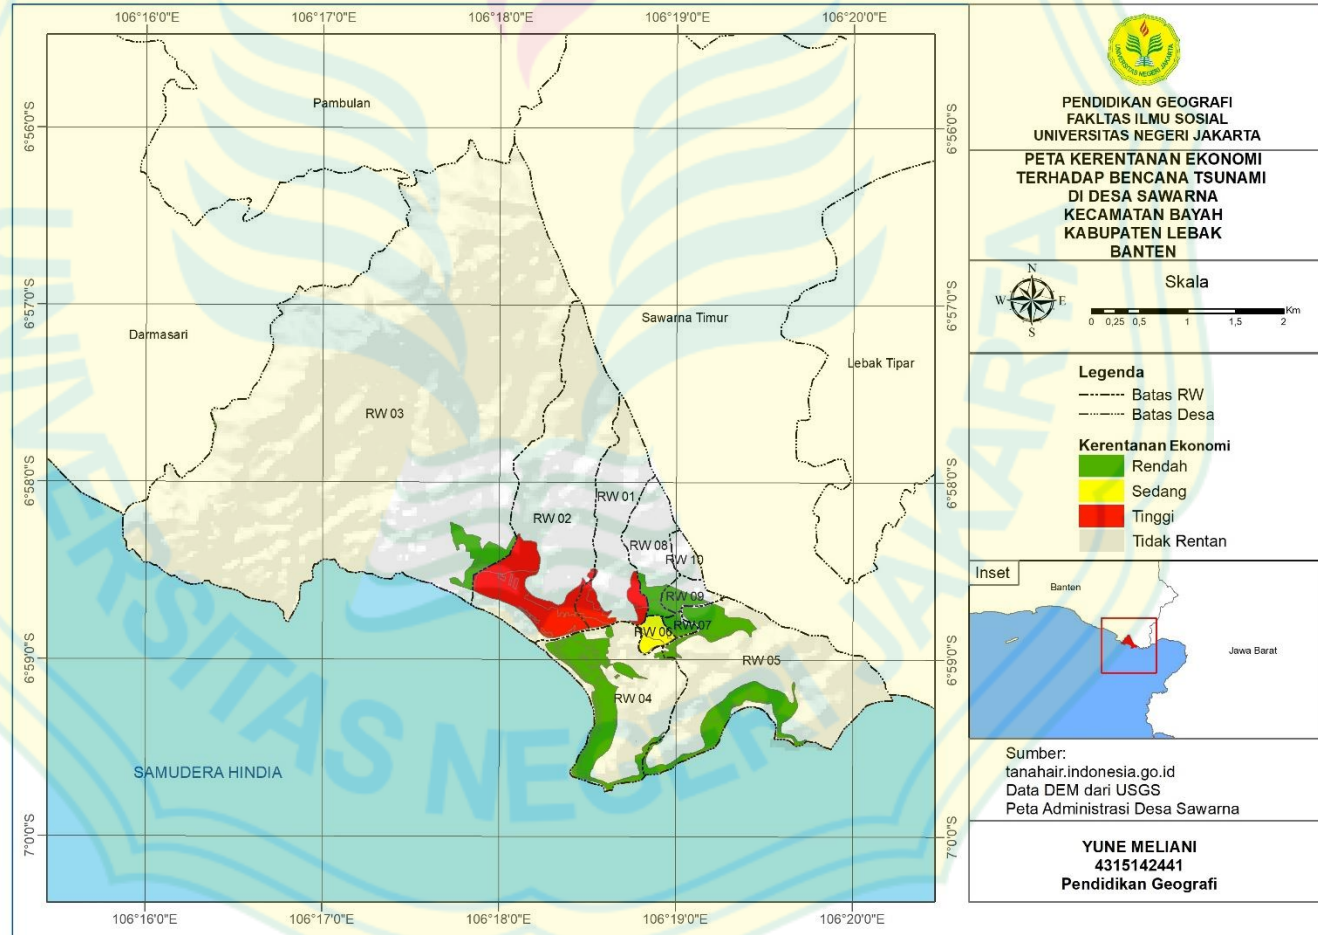 106°16'0"E
106°17'0"E
106°18'0"E
106°19'0"E
106°20'0"E
6°56'0"S
6°57'0"S
6°58'0"S
6°59'0"S
7°0'0"S
Pambulan
Darmasari
Sawarna Timur
Lebak Tipar
RW 03
RW 02
RW 01
RW 08
RW 10
RW 09
RW 07
RW 06
RW 05
RW 04
SAMUDERA HINDIA
6°56'0"S
6°57'0"S
6°58'0"S
6°59'0"S
7°0'0"S
106°16'0"E
106°17'0"E
106°18'0"E
106°19'0"E
106°20'0"E
UNIVERSITAS NEGERI JAKARTA
UNIVERSITAS NEGERI JAKARTA
PENDIDIKAN GEOGRAFI
FAKLTAS ILMU SOSIAL
UNIVERSITAS NEGERI JAKARTA
PETA KERENTANAN EKONOMI
TERHADAP BENCANA TSUNAMI
DI DESA SAWARNA
KECAMATAN BAYAH
KABUPATEN LEBAK
BANTEN
N
W E
S
Skala
0 0,25 0,5 1 1,5 2 Km
Legenda
Batas RW
Batas Desa
Kerentanan Ekonomi
Rendah
Sedang
Tinggi
Tidak Rentan
Inset
Banten
Jawa Barat
Sumber:
tanahair.indonesia.go.id
Data DEM dari USGS
Peta Administrasi Desa Sawarna
YUNE MELIANI
4315142441
Pendidikan Geografi